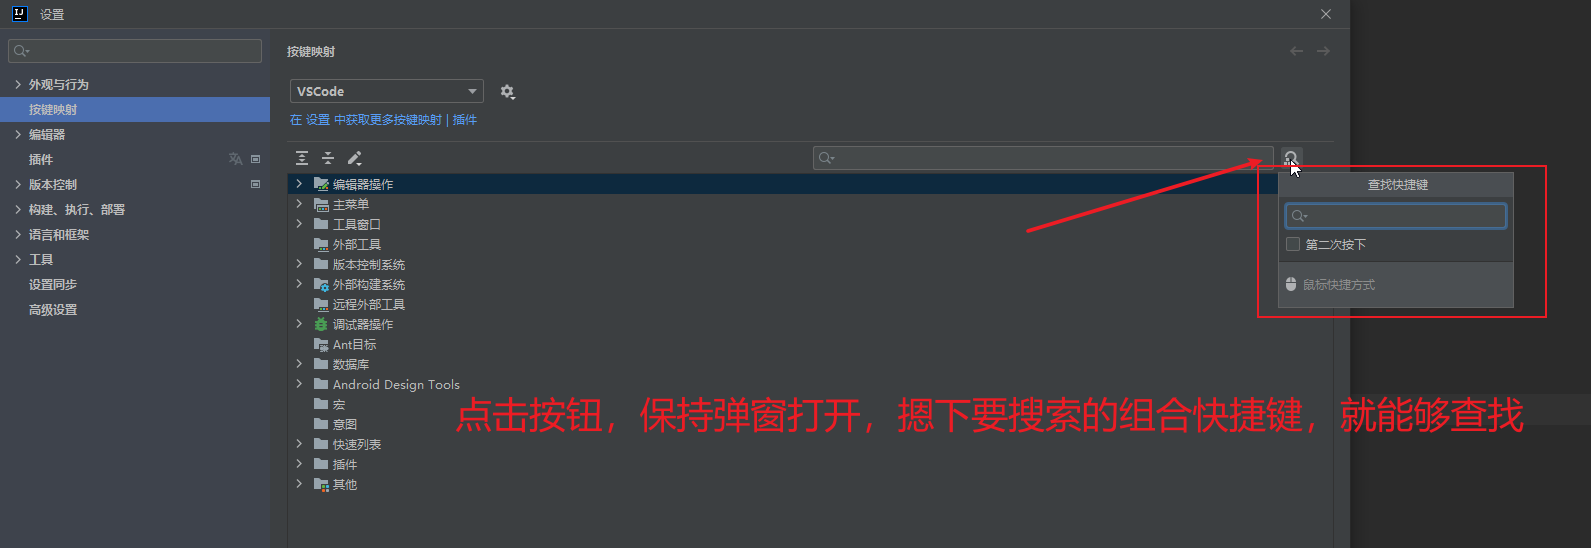 设置
外观与行为
按键映射
编辑器
插件
版本控制
构建、执行、部署
语言和框架
工具
设置同步
高级设置
按键映射
VSCode
在 设置 中获取更多按键映射 | 插件
编辑器操作
主菜单
工具窗口
外部工具
版本控制系统
外部构建系统
远程外部工具
调试器操作
Ant目标
数据库
Android Design Tools
宏
意图
快速列表
插件
其他
查找快捷键
第二次按下
鼠标快捷方式
点击按钮，保持弹窗打开，摁下要搜索的组合快捷键，就能够查找